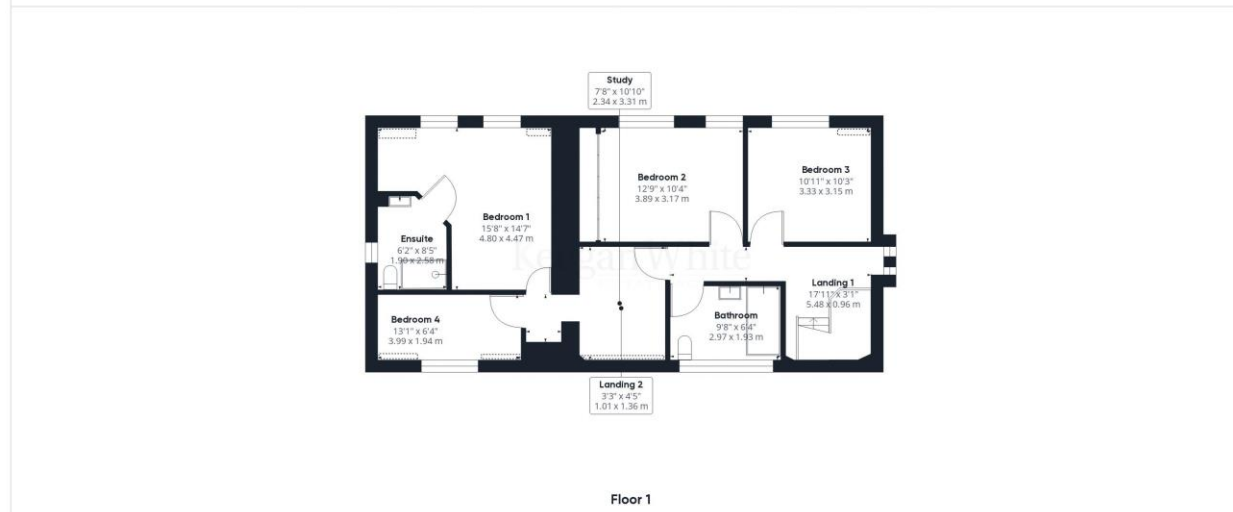 Study
7'8" x 10'10"
2.34 x 3.31 m
Bedroom 2
12'9" x 10'4"
3.89 x 3.17 m
Bedroom 3
10'11" x 10'3"
3.33 x 3.15 m
Bedroom 1
15'8" x 14'7"
4.80 x 4.47 m
Ensuite
6'2" x 8'5"
1.90 x 2.58 m
Keegan White
Landing 1
17'11" x 3'1"
5.48 x 0.96 m
Bedroom 4
13'1" x 6'4"
3.99 x 1.94 m
Bathroom
9'8" x 6'4"
2.97 x 1.93 m
Landing 2
3'3" x 4'5"
1.01 x 1.36 m
Floor 1